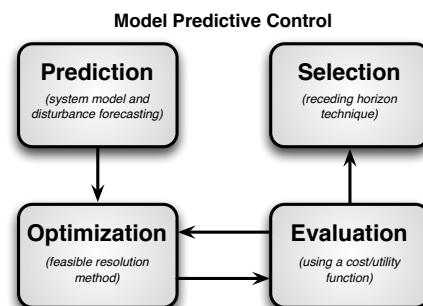 Model Predictive Control
Prediction
(system model and
disturbance forecasting)
Selection
(receding horizon
technique)
Optimization
(feasible resolution
method)
Evaluation
(using a cost/utility
function)